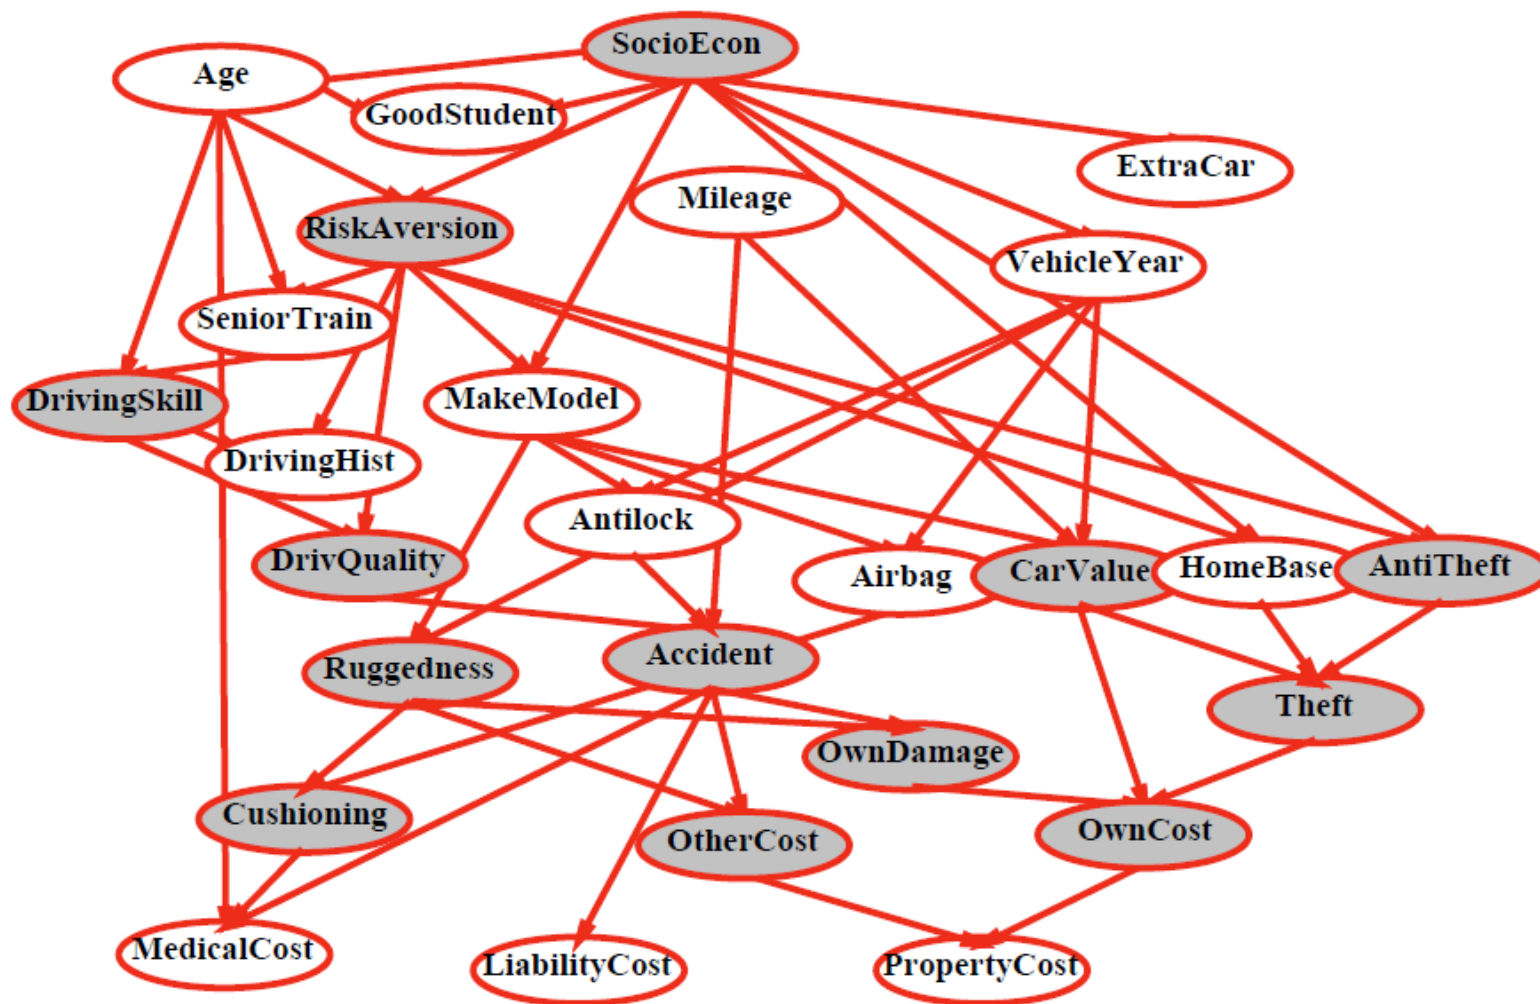 SocioEcon
Age
GoodStudent
ExtraCar
Mileage
RiskAversion
VehicleYear
SeniorTrain
DrivingSkill
MakeModel
DrivingHist
Antilock
DrivQuality
Airbag
CarValue
HomeBase
AntiTheft
Ruggedness
Accident
Theft
OwnDamage
Cushioning
OtherCost
OwnCost
MedicalCost
LiabilityCost
PropertyCost